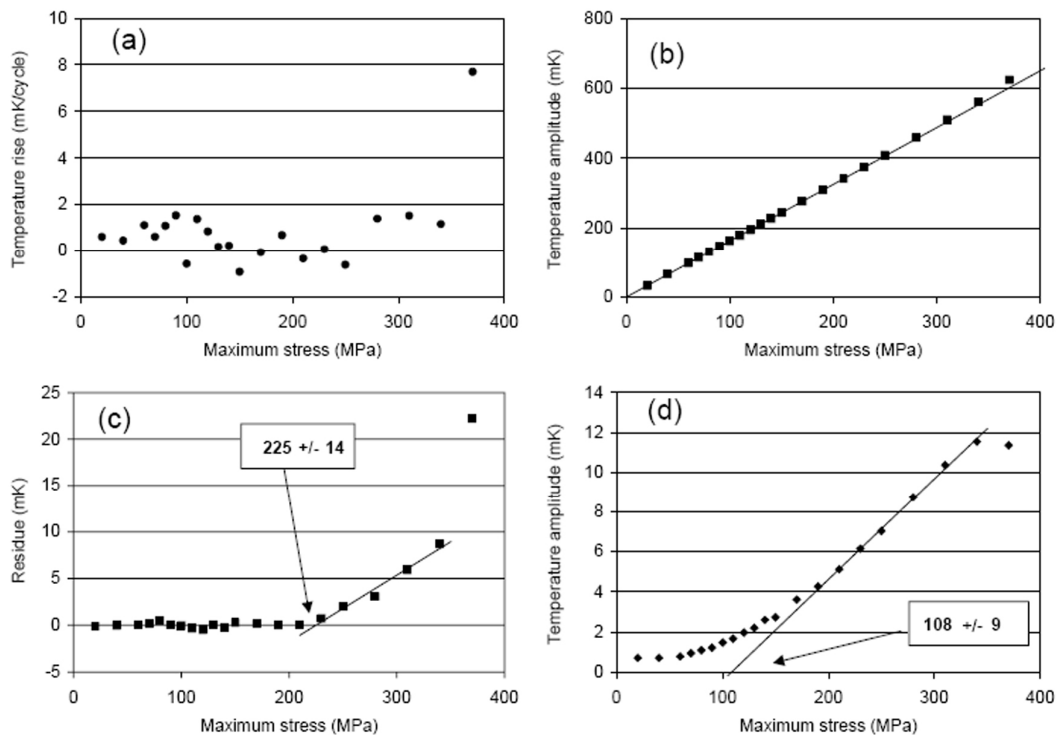 (a)
Temperature rise (mK/cycle)
10
8
6
4
2
0
-2
0 100 200 300 400
Maximum stress (MPa)
(b)
Temperature amplitude (mK)
800
600
400
200
0
0 100 200 300 400
Maximum stress (MPa)
(c)
Residue (mK)
25
20
15
10
5
0
-5
225 +/- 14
0 100 200 300 400
Maximum stress (MPa)
(d)
Temperature amplitude (mK)
14
12
10
8
6
4
2
0
108 +/- 9
0 100 200 300 400
Maximum stress (MPa)